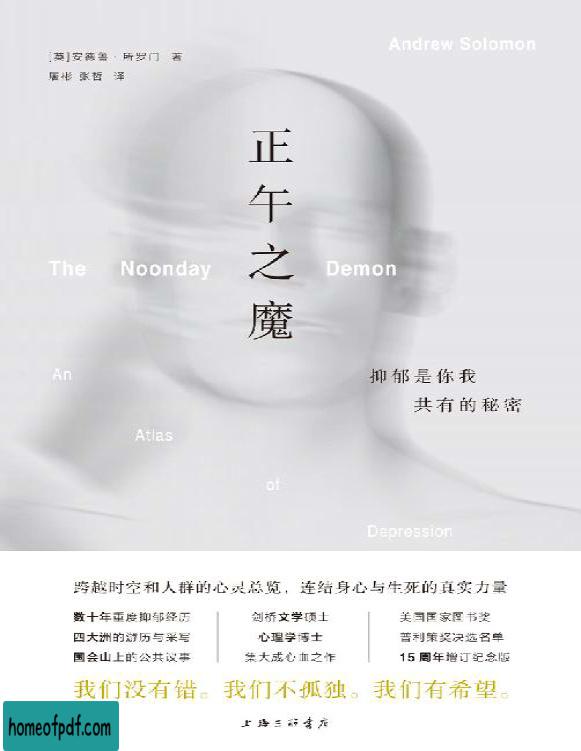 [英]安德鲁·所罗门 著
屠彬 张哲 译
Andrew Solomon
正午之魔
The Noonday Demon
抑郁是你我
共有的秘密
An
Atlas
of
Depression
跨越时空和人群的心灵总览，连结身心与生死的真实力量
数十年重度抑郁经历
四大洲的游历与采写
国会山上的公共议事
剑桥文学硕士
心理学博士
集大成心血之作
美国国家图书奖
普利策奖决选名单
15 周年增订纪念版
我们没有错。我们不孤独。我们有希望。
上海三联书店
homeofpdf.com